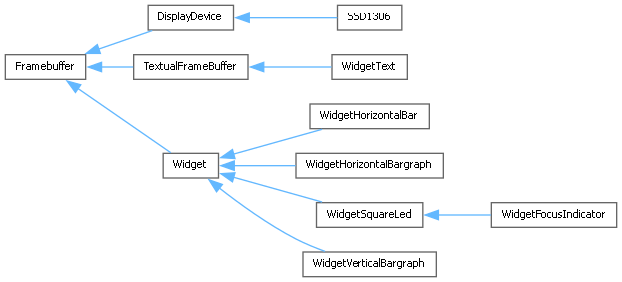 DisplayDevice
SSD1306
Framebuffer
TextualFrameBuffer
WidgetText
WidgetHorizontalBar
Widget
WidgetHorizontalBargraph
WidgetSquareLed
WidgetFocusIndicator
WidgetVerticalBargraph